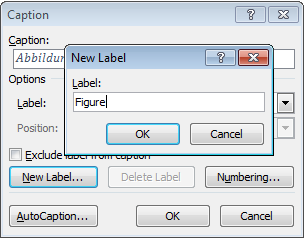 Caption
Caption:
New Label
Label:
Figure
OK Cancel
Options
Label:
Position:
Exclude label from caption
New Label... Delete Label Numbering...
AutoCaption... OK Cancel